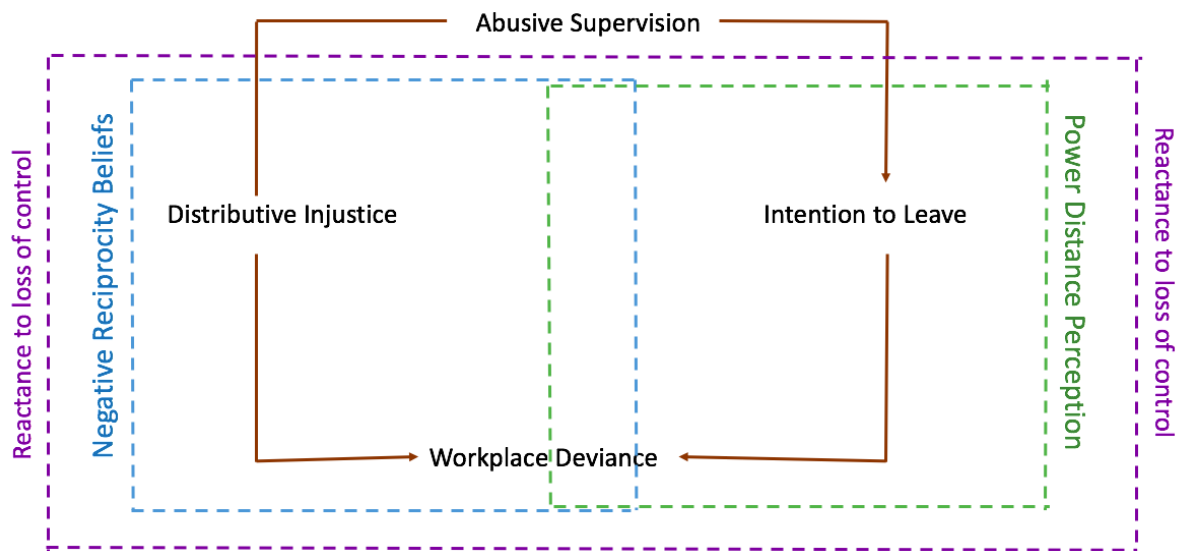 Abusive Supervision
Reactance to loss of control
Negative Reciprocity Beliefs
Distributive Injustice
Intention to Leave
Power Distance Perception
Reactance to loss of control
Workplace Deviance